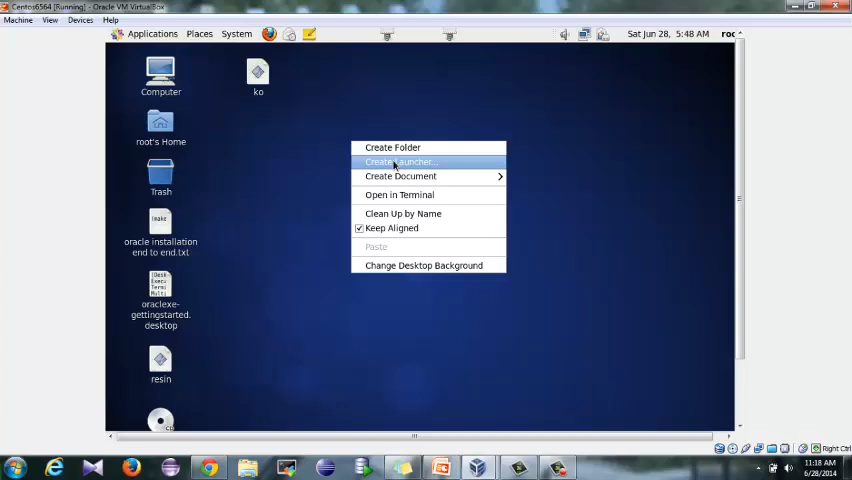 Centos6564 [Running] - Oracle VM VirtualBox
Machine View Devices Help
Applications Places System Sat Jun 28, 5:48 AM
Computer
ko
root's Home
Trash
oracle installation
end to end.txt
oraclexe-
gettingstarted.
desktop
resin
Create Folder
Create Launcher...
Create Document
Open in Terminal
Clean Up by Name
Keep Aligned
Paste
Change Desktop Background
Right Ctrl
11:18 AM
6/28/2014